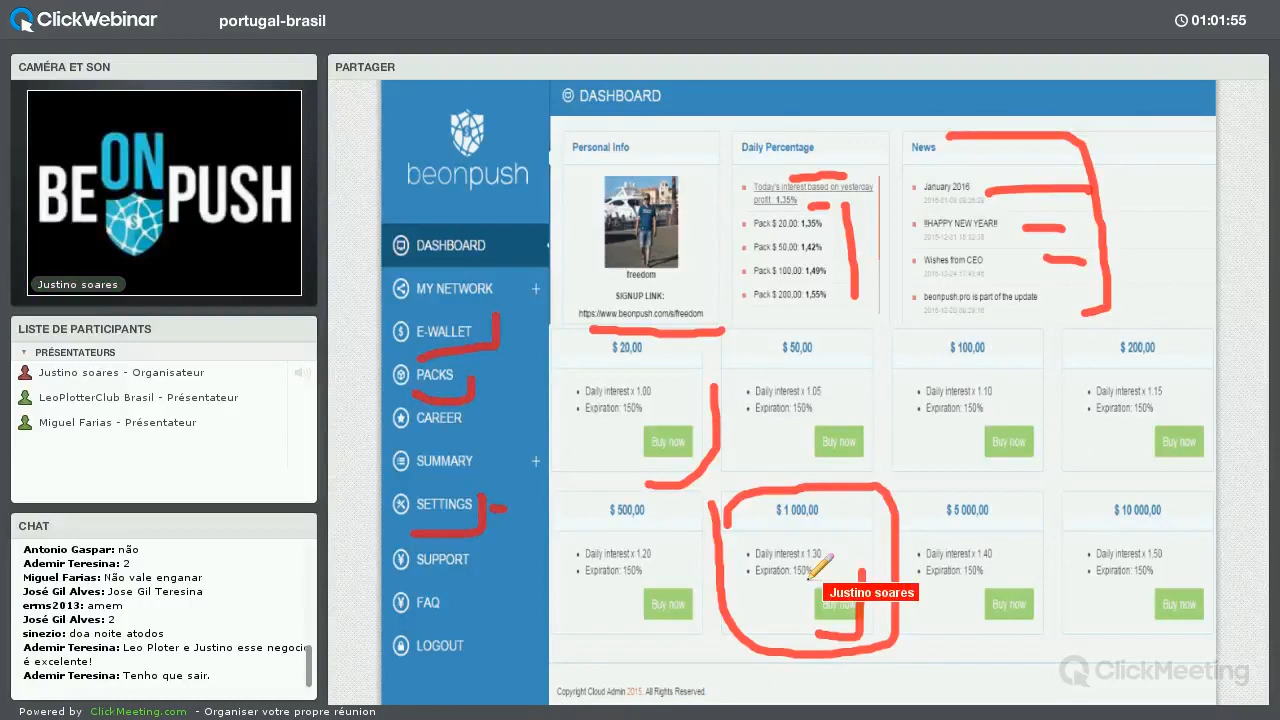 ClickWebinar
portugal-brasil
01:01:55
CAMÉRA ET SON
BE ON PUSH
Justino soares
LISTE DE PARTICIPANTS
PRÉSENTATEURS
Justino soares - Organisateur
LeoPlotterClub Brasil - Présentateur
Miguel Farias - Présentateur
CHAT
Antonio Gaspar: não
Ademir Teresina: 2
Miguel Farias: Não vale enganar
José Gil Alves: Jose Gil Teresina
erms2013: amem
José Gil Alves: 2
sinezio: doa noite atodos
Ademir Teresina: Leo Ploter e Justino esse negocio
é excelente!
Ademir Teresina: Tenho que sair.
Powered by ClickMeeting.com - Organiser votre propre réunion
PARTAGER
beonpush
DASHBOARD
MY NETWORK +
E-WALLET
PACKS
CAREER
SUMMARY +
SETTINGS
SUPPORT
FAQ
LOGOUT
DASHBOARD
Personal Info
freedom
SIGNUP LINK:
https://www.beonpush.com/s/freedom
Daily Percentage
Today's interest based on yesterday
profit : 1.35%
Pack $ 20,00: 1,35%
Pack $ 50,00: 1,42%
Pack $ 100,00: 1,49%
Pack $ 200,00: 1,55%
News
January 2016
!!HAPPY NEW YEAR!!
Wishes from CEO
beonpush.pro is part of the update
$ 20,00
Daily interest x 1.00
Expiration: 150%
Buy now
$ 50,00
Daily interest x 1.05
Expiration: 150%
Buy now
$ 100,00
Daily interest x 1.10
Expiration: 150%
Buy now
$ 200,00
Daily interest x 1.15
Expiration: 150%
Buy now
$ 500,00
Daily interest x 1.20
Expiration: 150%
Buy now
$ 1 000,00
Daily interest x 1.30
Expiration: 150%
Buy now
Justino soares
$ 5 000,00
Daily interest x 1.40
Expiration: 150%
Buy now
$ 10 000,00
Daily interest x 1.50
Expiration: 150%
Buy now
Copyright Cloud Admin 2015. All Rights Reserved.
ClickMeeting